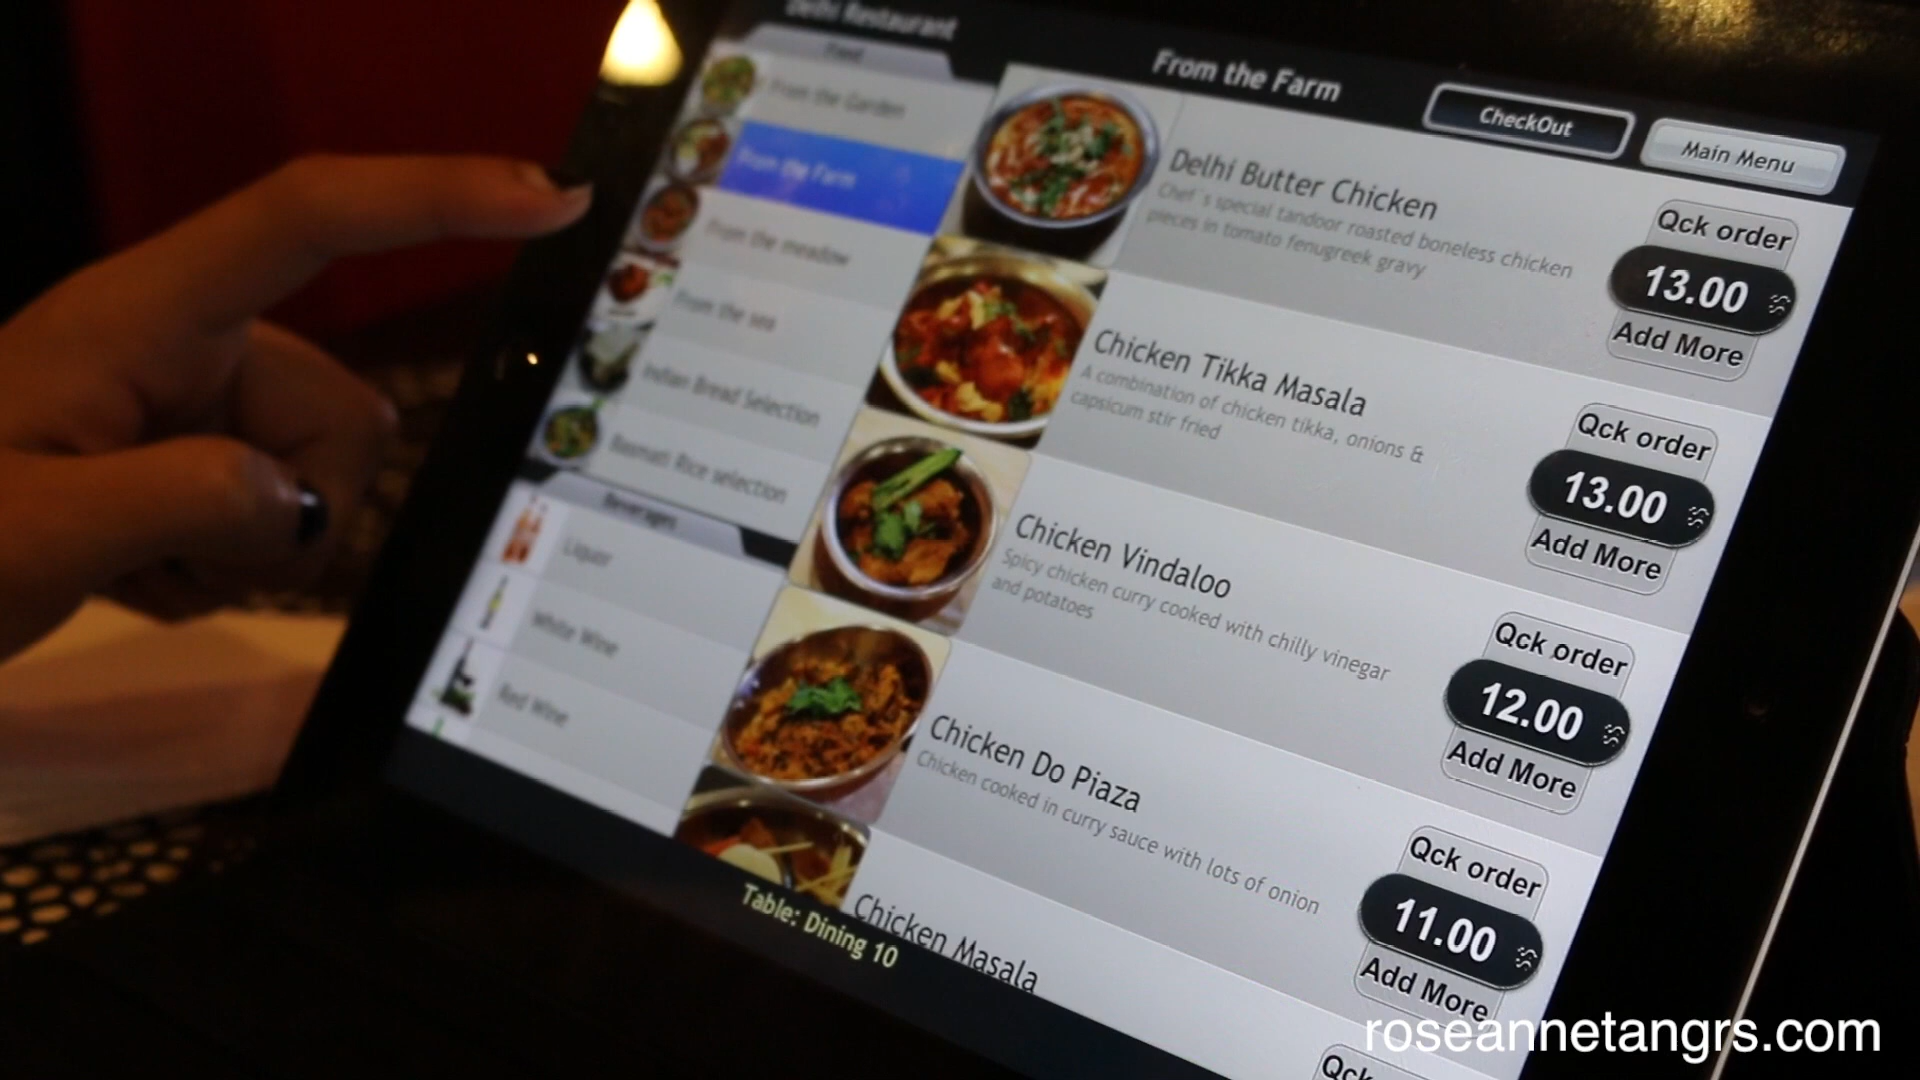 Delhi Restaurant
Food
From the Garden
From the Farm
From the meadow
From the sea
Indian Bread Selection
Basmati Rice selection
Beverages
Liquor
White Wine
Red Wine
From the Farm
CheckOut
Main Menu
Delhi Butter Chicken
Chef`s special tandoor roasted boneless chicken
pieces in tomato fenugreek gravy
Qck order
13.00
Add More
Chicken Tikka Masala
A combination of chicken tikka, onions &
capsicum stir fried
Qck order
13.00
Add More
Chicken Vindaloo
Spicy chicken curry cooked with chilly vinegar
and potatoes
Qck order
12.00
Add More
Chicken Do Piaza
Chicken cooked in curry sauce with lots of onion
Qck order
11.00
Add More
Chicken Masala
Qck
Table: Dining 10
roseannetangrs.com